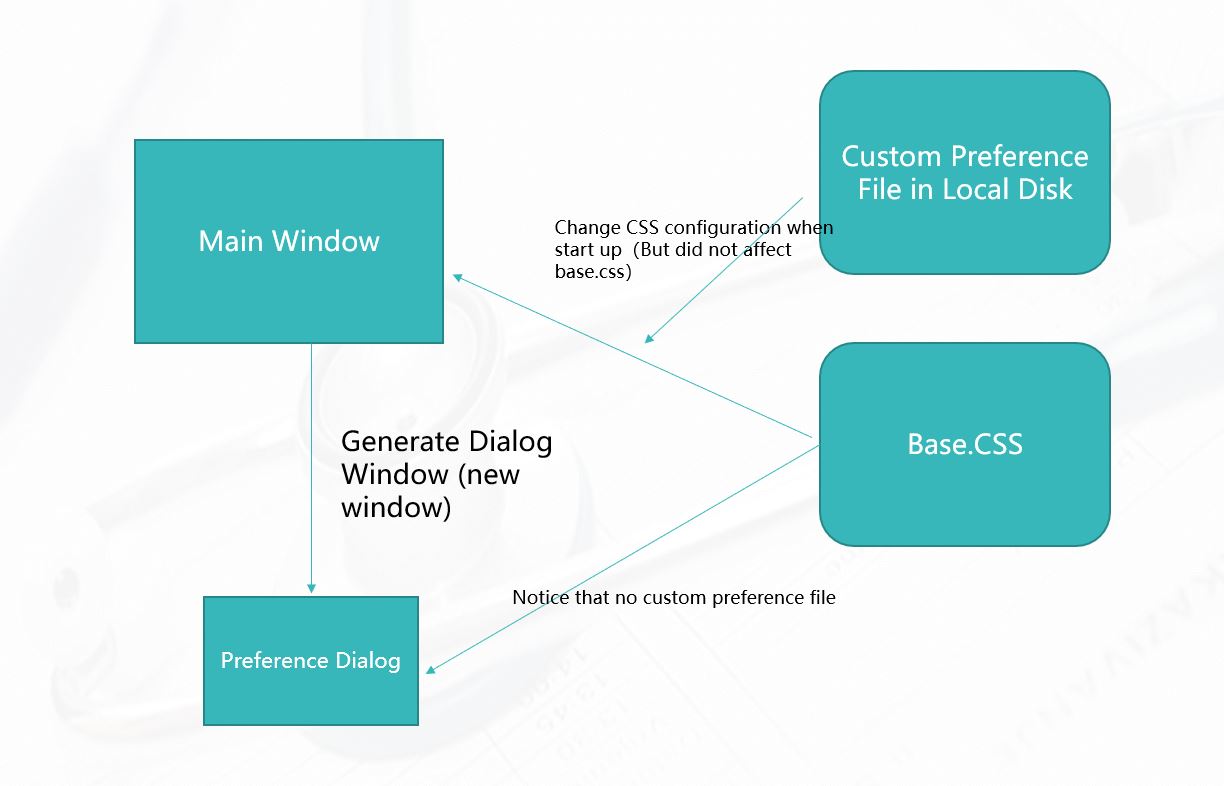 Custom Preference
File in Local Disk
Main Window
Change CSS configuration when
start up（But did not affect
base.css）
Generate Dialog
Window (new
window)
Base.CSS
Notice that no custom preference file
Preference Dialog